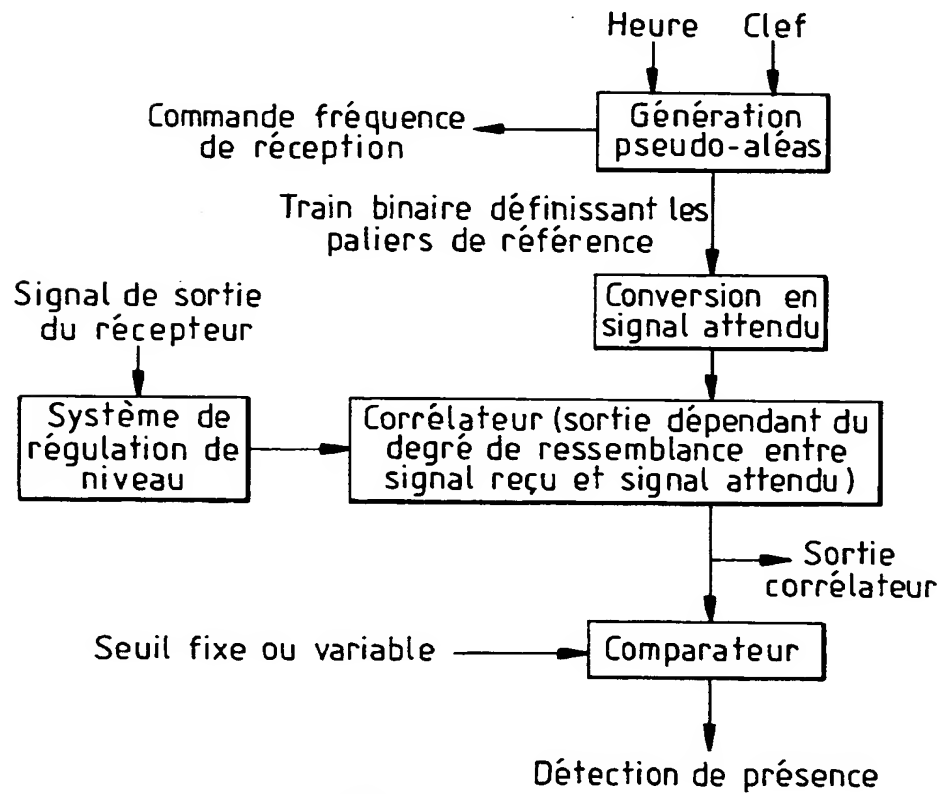 Heure
Clef
Commande fréquence
de réception
Génération
pseudo-aléas
Train binaire définissant les
paliers de référence
Signal de sortie
du récepteur
Conversion en
signal attendu
Système de
régulation de
niveau
Corrélateur (sortie dépendant du
degré de ressemblance entre
signal reçu et signal attendu)
Sortie
corrélateur
Seuil fixe ou variable
Comparateur
Détection de présence